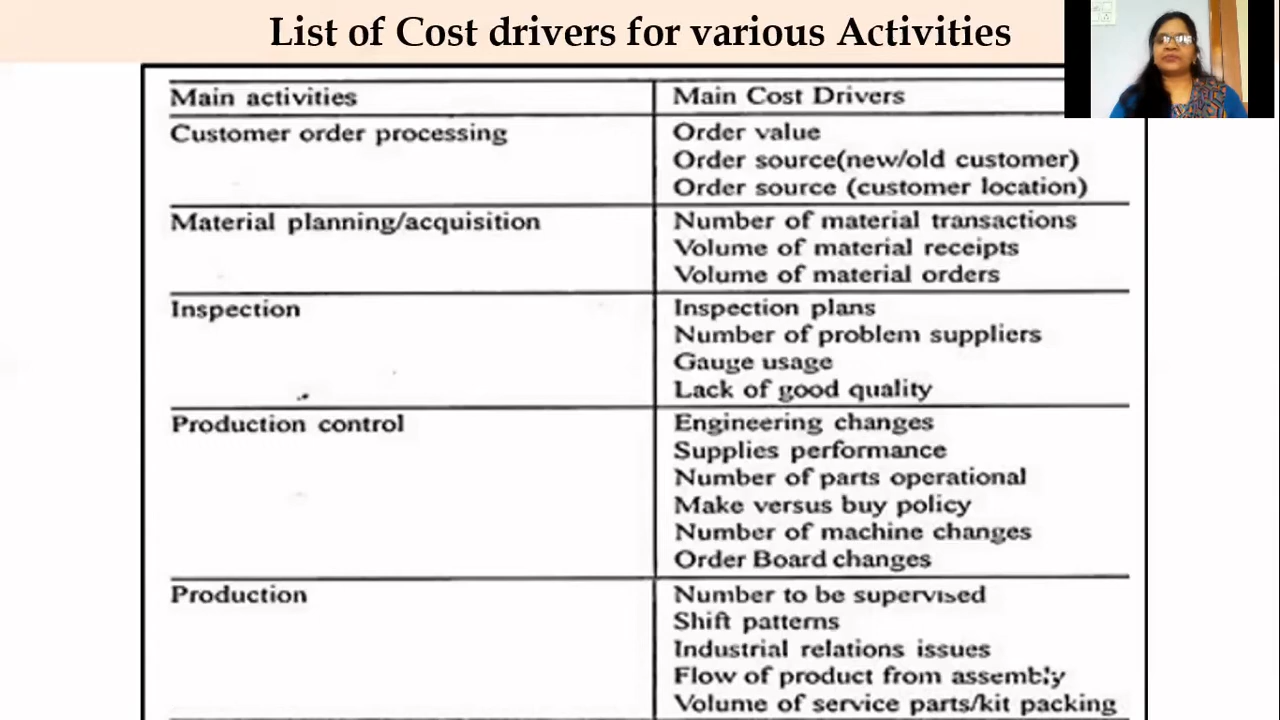 List of Cost drivers for various Activities
Main activities
Main Cost Drivers
Customer order processing
Order value
Order source(new/old customer)
Order source (customer location)
Material planning/acquisition
Number of material transactions
Volume of material receipts
Volume of material orders
Inspection
Inspection plans
Number of problem suppliers
Gauge usage
Lack of good quality
Production control
Engineering changes
Supplies performance
Number of parts operational
Make versus buy policy
Number of machine changes
Order Board changes
Production
Number to be supervised
Shift patterns
Industrial relations issues
Flow of product from assembly
Volume of service parts/kit packing